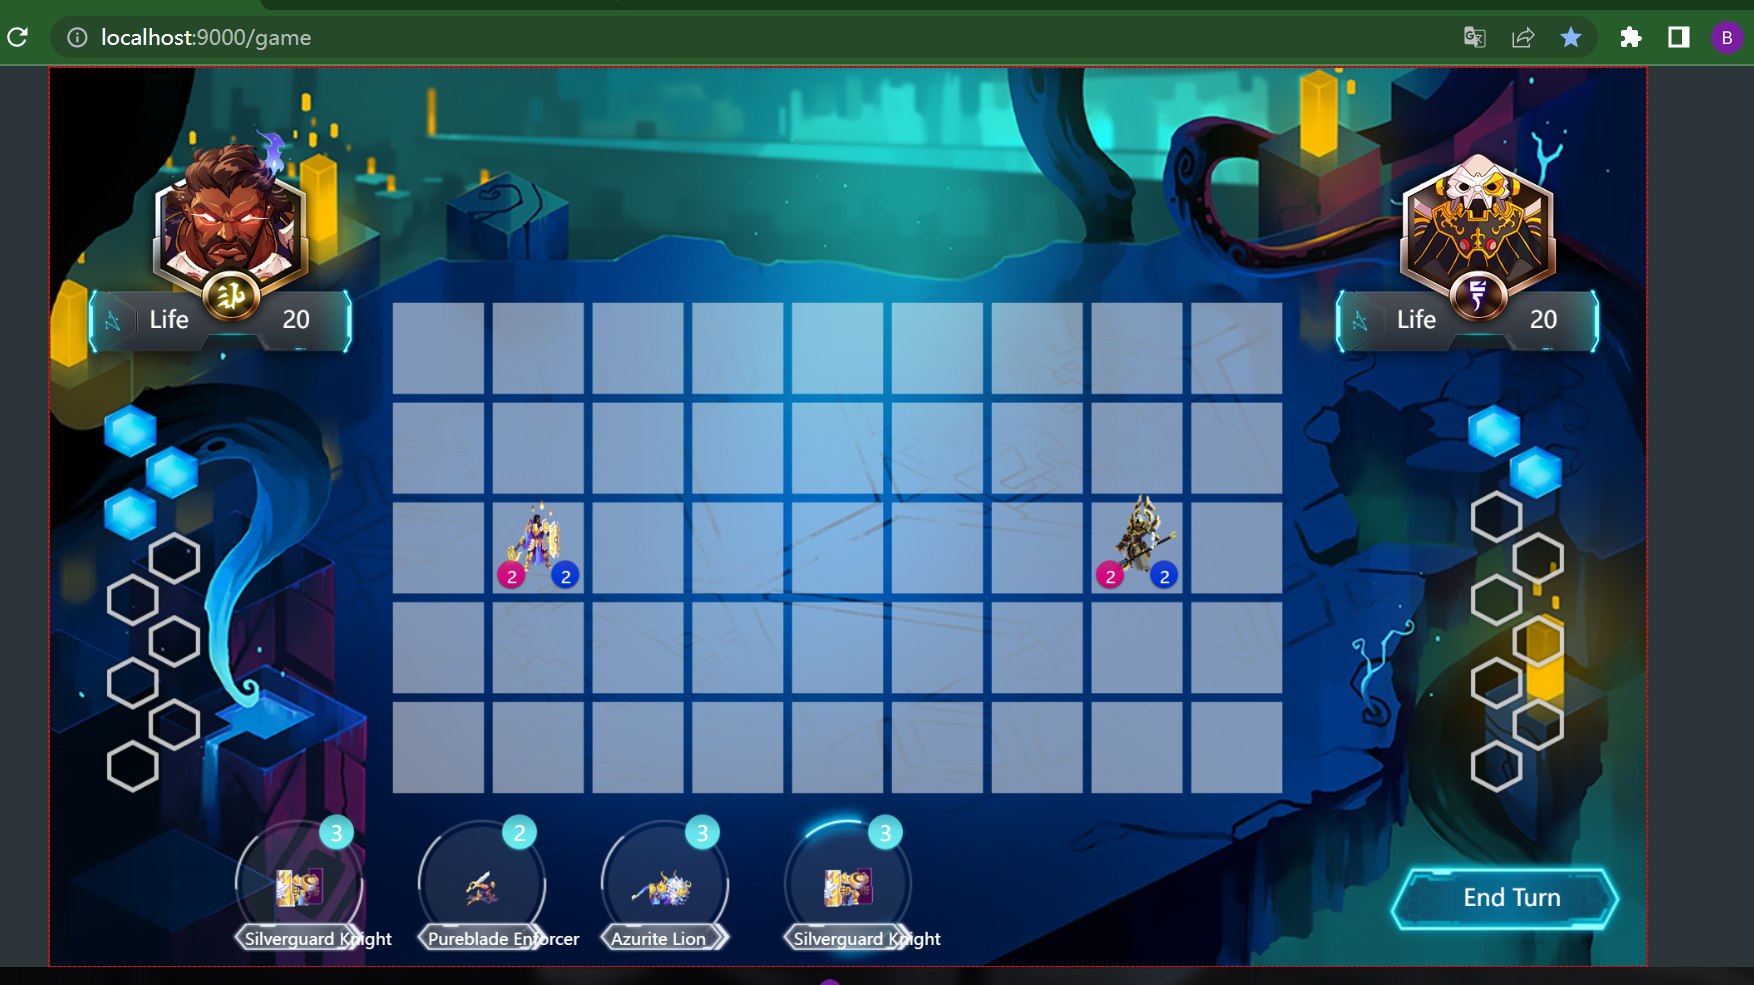 localhost:9000/game
B
Life 20
Life 20
2 2
2 2
3
2
3
3
Silverguard Knight
Pureblade Enforcer
Azurite Lion
Silverguard Knight
End Turn